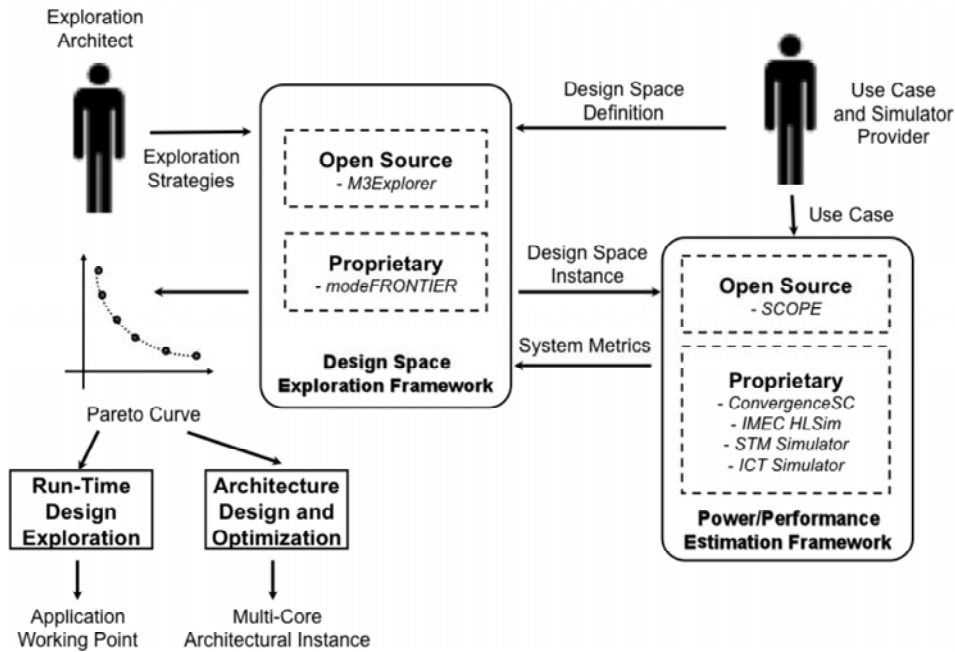 Exploration
Architect
Exploration
Strategies
Open Source
- M3Explorer
Proprietary
- modeFRONTIER
Design Space
Exploration Framework
Design Space
Definition
Use Case
and Simulator
Provider
Use Case
Design Space
Instance
System Metrics
Open Source
- SCOPE
Proprietary
- ConvergenceSC
- IMEC HLSim
- STM Simulator
- ICT Simulator
Power/Performance
Estimation Framework
Pareto Curve
Run-Time
Design
Exploration
Architecture
Design and
Optimization
Application
Working Point
Multi-Core
Architectural Instance